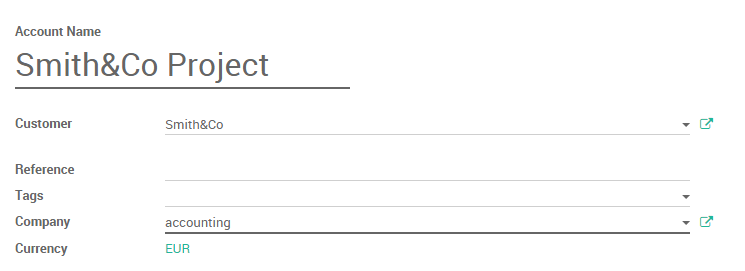 Account Name
Smith&Co Project
Customer Smith&Co
Reference
Tags
Company accounting
Currency EUR